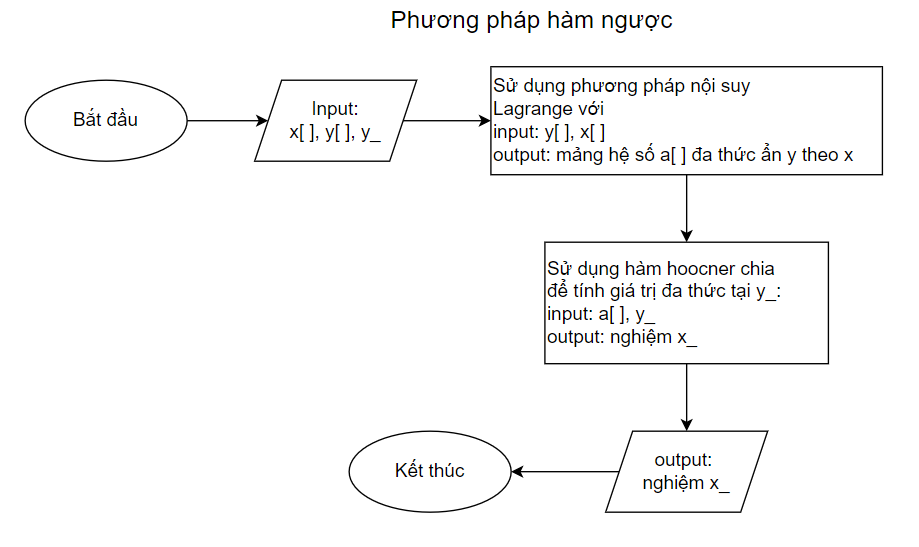 Phương pháp hàm ngược
Bắt đầu
Input:
x[ ], y[ ], y_
Sử dụng phương pháp nội suy
Lagrange với
input: y[ ], x[ ]
output: mảng hệ số a[ ] đa thức ẩn y theo x
Sử dụng hàm hoocner chia
để tính giá trị đa thức tại y_:
input: a[ ], y_
output: nghiệm x_
output:
nghiệm x_
Kết thúc